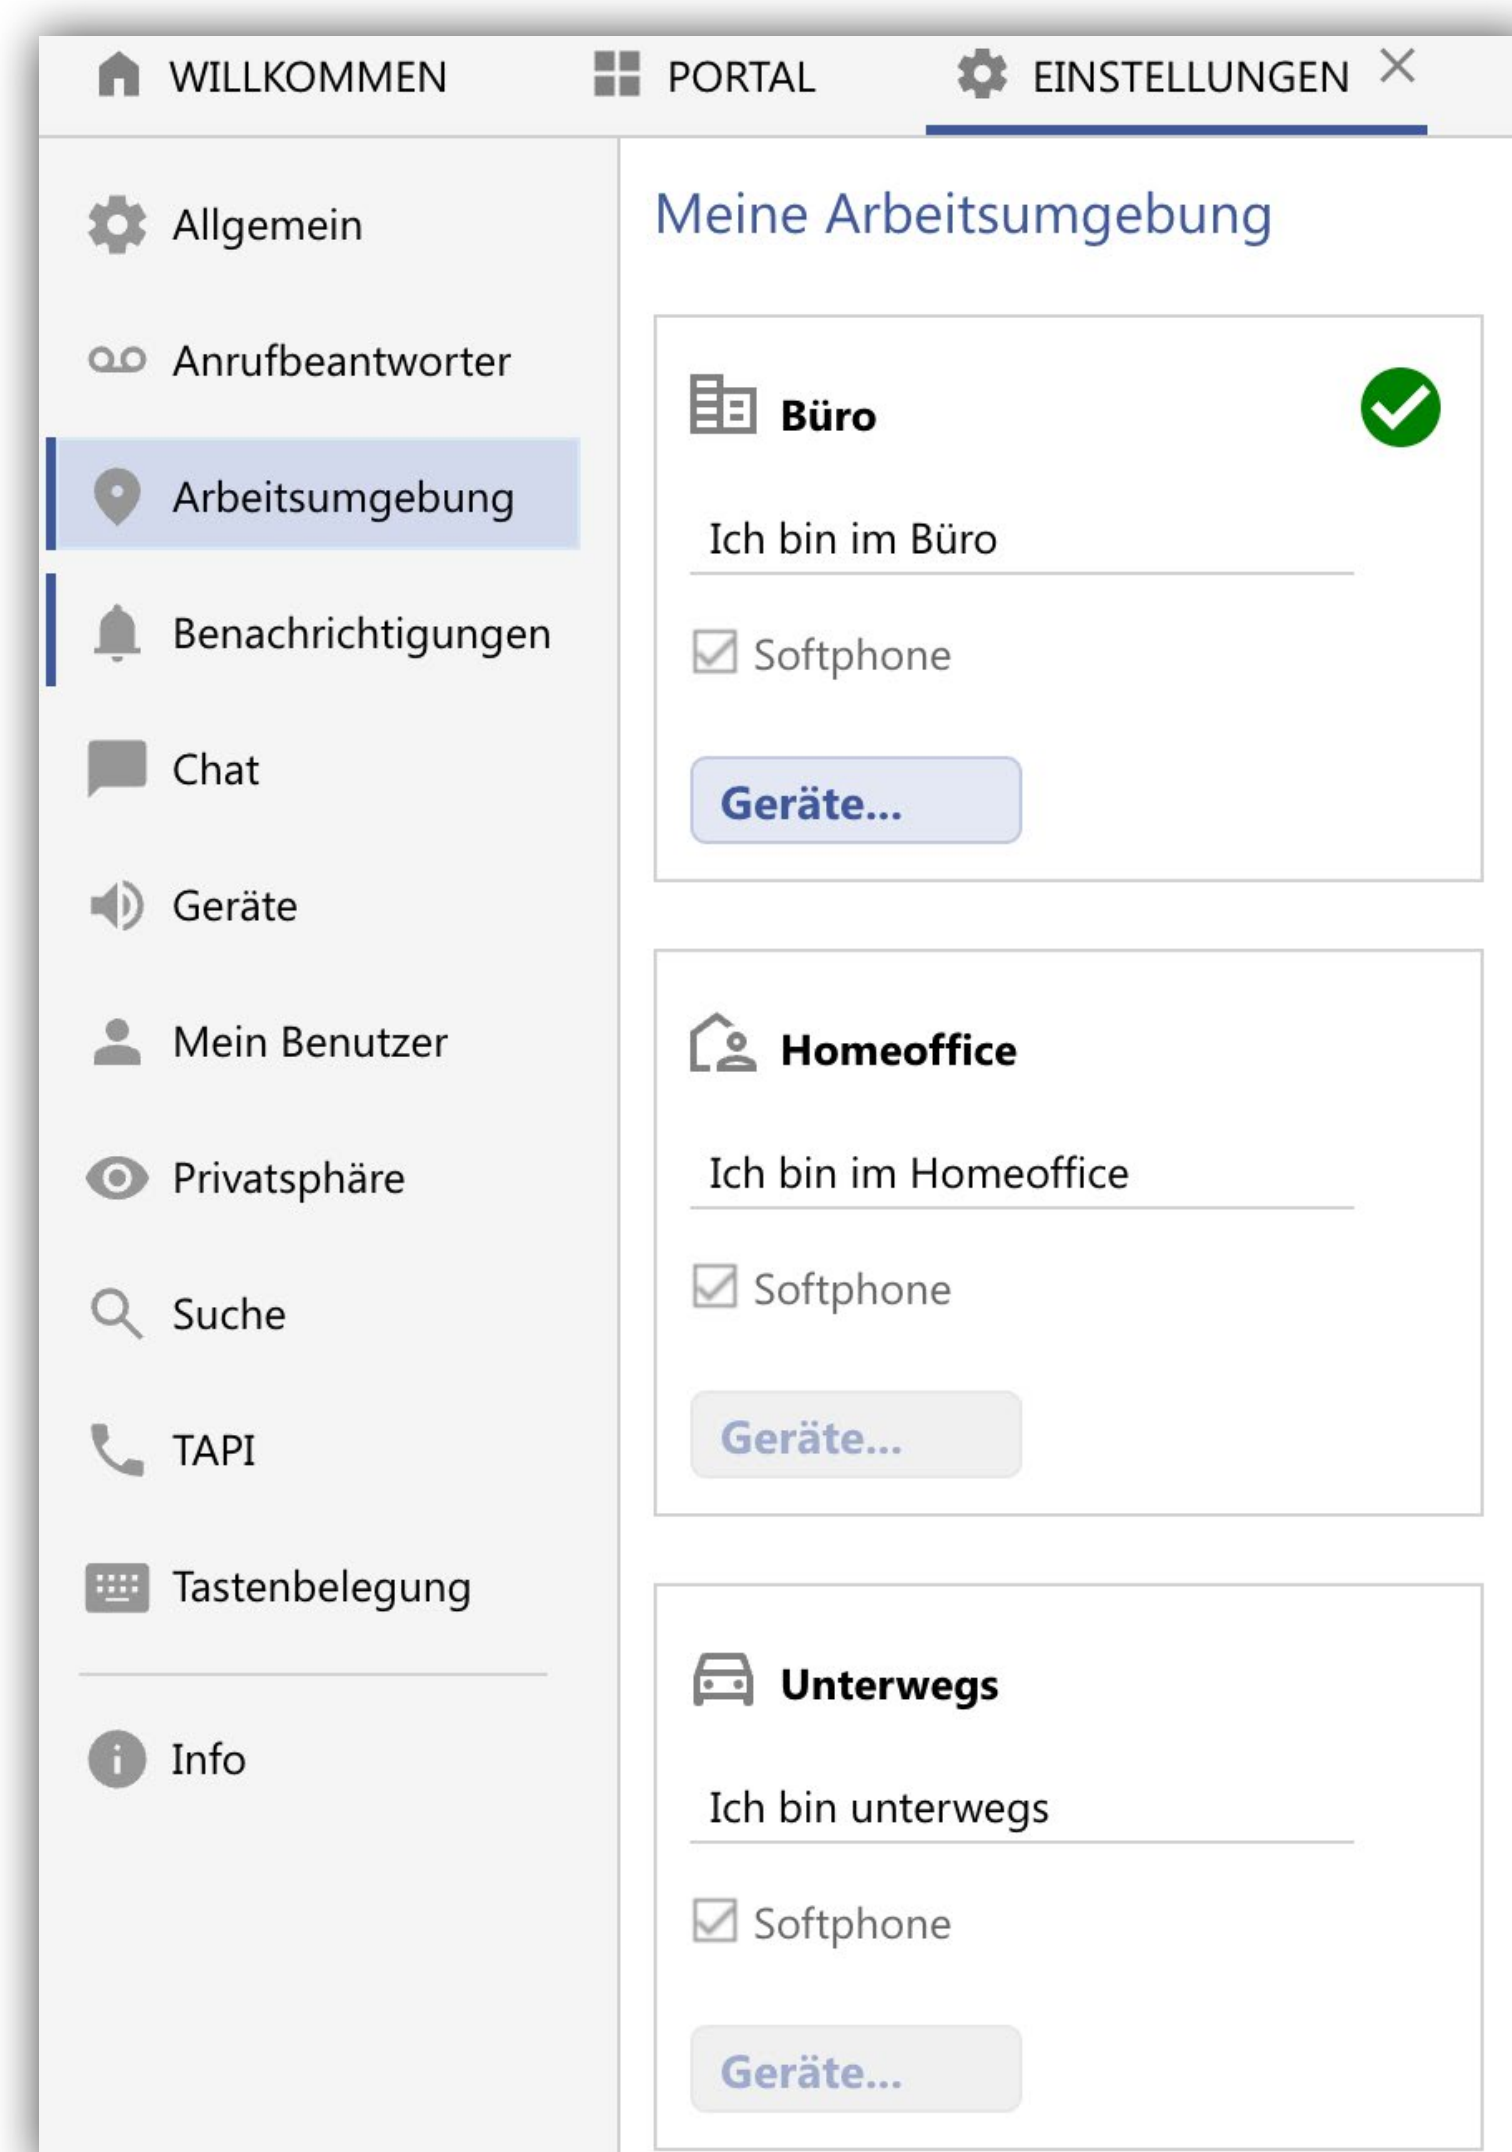 WILLKOMMEN
PORTAL
EINSTELLUNGEN
Allgemein
Anrufbeantworter
Arbeitsumgebung
Benachrichtigungen
Chat
Geräte
Mein Benutzer
Privatsphäre
Suche
TAPI
Tastenbelegung
Info
Meine Arbeitsumgebung
Büro
Ich bin im Büro
Softphone
Geräte...
Homeoffice
Ich bin im Homeoffice
Softphone
Geräte...
Unterwegs
Ich bin unterwegs
Softphone
Geräte...